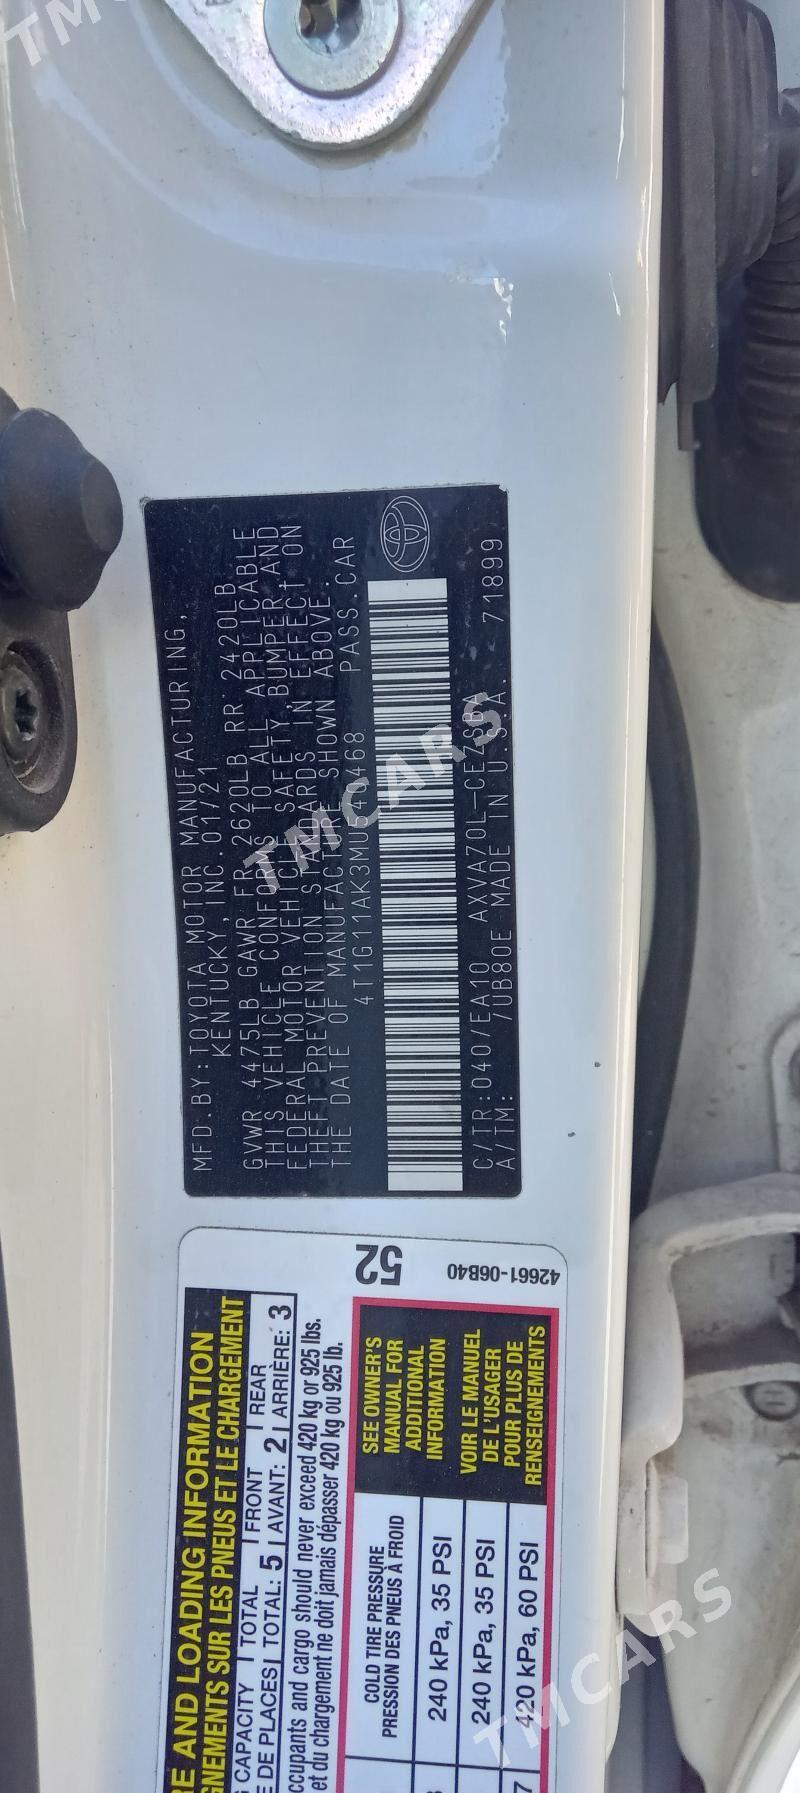 MFD.BY:TOYOTA MOTOR MANUFACTURING,
KENTUCKY, INC. 01/21
GVWR 4475LB GAWR FR 2620LB RR 2420LB
THIS VEHICLE CONFORMS TO ALL APPLICABLE
FEDERAL MOTOR VEHICLE SAFETY, BUMPER AND
THEFT PREVENTION STANDARDS IN EFFECT ON
THE DATE OF MANUFACTURE SHOWN ABOVE.
PASS.CAR
C/TR:040/EA10 AXVA70L-CEZSBA 71899
A/TM: /UB80E MADE IN U.S.A.
52
42661-06B40
RE AND LOADING INFORMATION
GNEMENTS SUR LES PNEUS ET LE CHARGEMENT
G CAPACITY TOTAL FRONT REAR
E DE PLACES TOTAL: 5 AVANT: 2 ARRIÈRE: 3
ccupants and cargo should never exceed 420 kg or 925 lbs.
et du chargement ne doit jamais dépasser 420 kg ou 925 lb.
COLD TIRE PRESSURE
PRESSION DES PNEUS À FROID
240 kPa, 35 PSI
240 kPa, 35 PSI
420 kPa, 60 PSI
SEE OWNER'S
MANUAL FOR
ADDITIONAL
INFORMATION
VOIR LE MANUEL
DE L'USAGER
POUR PLUS DE
RENSEIGNEMENTS
TMCARS
TMCARS